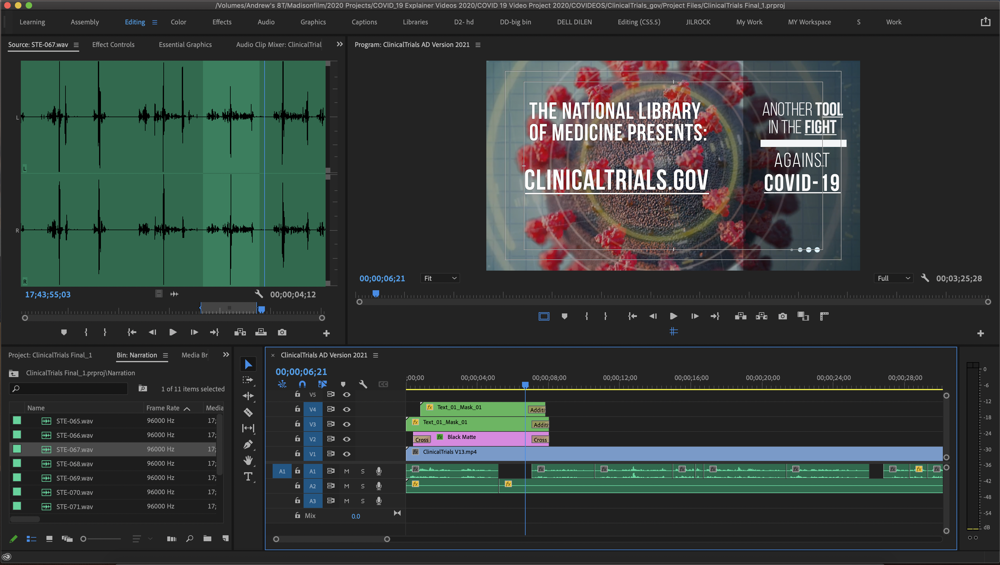 /Volumes/Andrew's 8T/Madisonfilm/2020 Projects/COVID_19 Explainer Videos 2020/COVID 19 Video Project 2020/COVIDEOS/ClinicalTrials_gov/Project Files/ClinicalTrials Final_1.prproj
Learning Assembly Editing Color Effects Audio Graphics Captions Libraries D2- hd DD-big bin DELL DILEN Editing (CS5.5) JILROCK My Work MY Workspace S Work
Source: STE-067.wav Effect Controls Essential Graphics Audio Clip Mixer: ClinicalTrial
L
L
R
R
17;43;55;03 00;00;04;12
Program: ClinicalTrials AD Version 2021
THE NATIONAL LIBRARY
OF MEDICINE PRESENTS:
CLINICALTRIALS.GOV
ANOTHER TOOL
IN THE FIGHT
AGAINST
COVID-19
00;00;06;21 Fit Full 00;03;25;28
Project: ClinicalTrials Final_1 Bin: Narration Media Br
ClinicalTrials Final_1.prproj\Narration
1 of 11 items selected
Name Frame Rate Media
STE-065.wav 96000 Hz 17;
STE-066.wav 96000 Hz 17;
STE-067.wav 96000 Hz 17;
STE-068.wav 96000 Hz 17;
STE-069.wav 96000 Hz 17;
STE-070.wav 96000 Hz 17;
STE-071.wav 96000 Hz 17;
T
ClinicalTrials AD Version 2021
00;00;06;21
CC
;00;00 00;00;04;00 00;00;08;00 00;00;12;00 00;00;16;00 00;00;20;00 00;00;24;00 00;00;28;00
V5
V4 fx Text_01_Mask_01 Additi
V3 fx Text_01_Mask_01 Additi
V2 Cross fx Black Matte Cross
V1 fx ClinicalTrials V13.mp4
A1 A1 M S fx fx fx fx fx fx fx fx fx
A2 M S fx fx
A3 M S
Mix 0.0
0
-6
-12
-18
-24
-30
-36
-42
-48
-54
dB